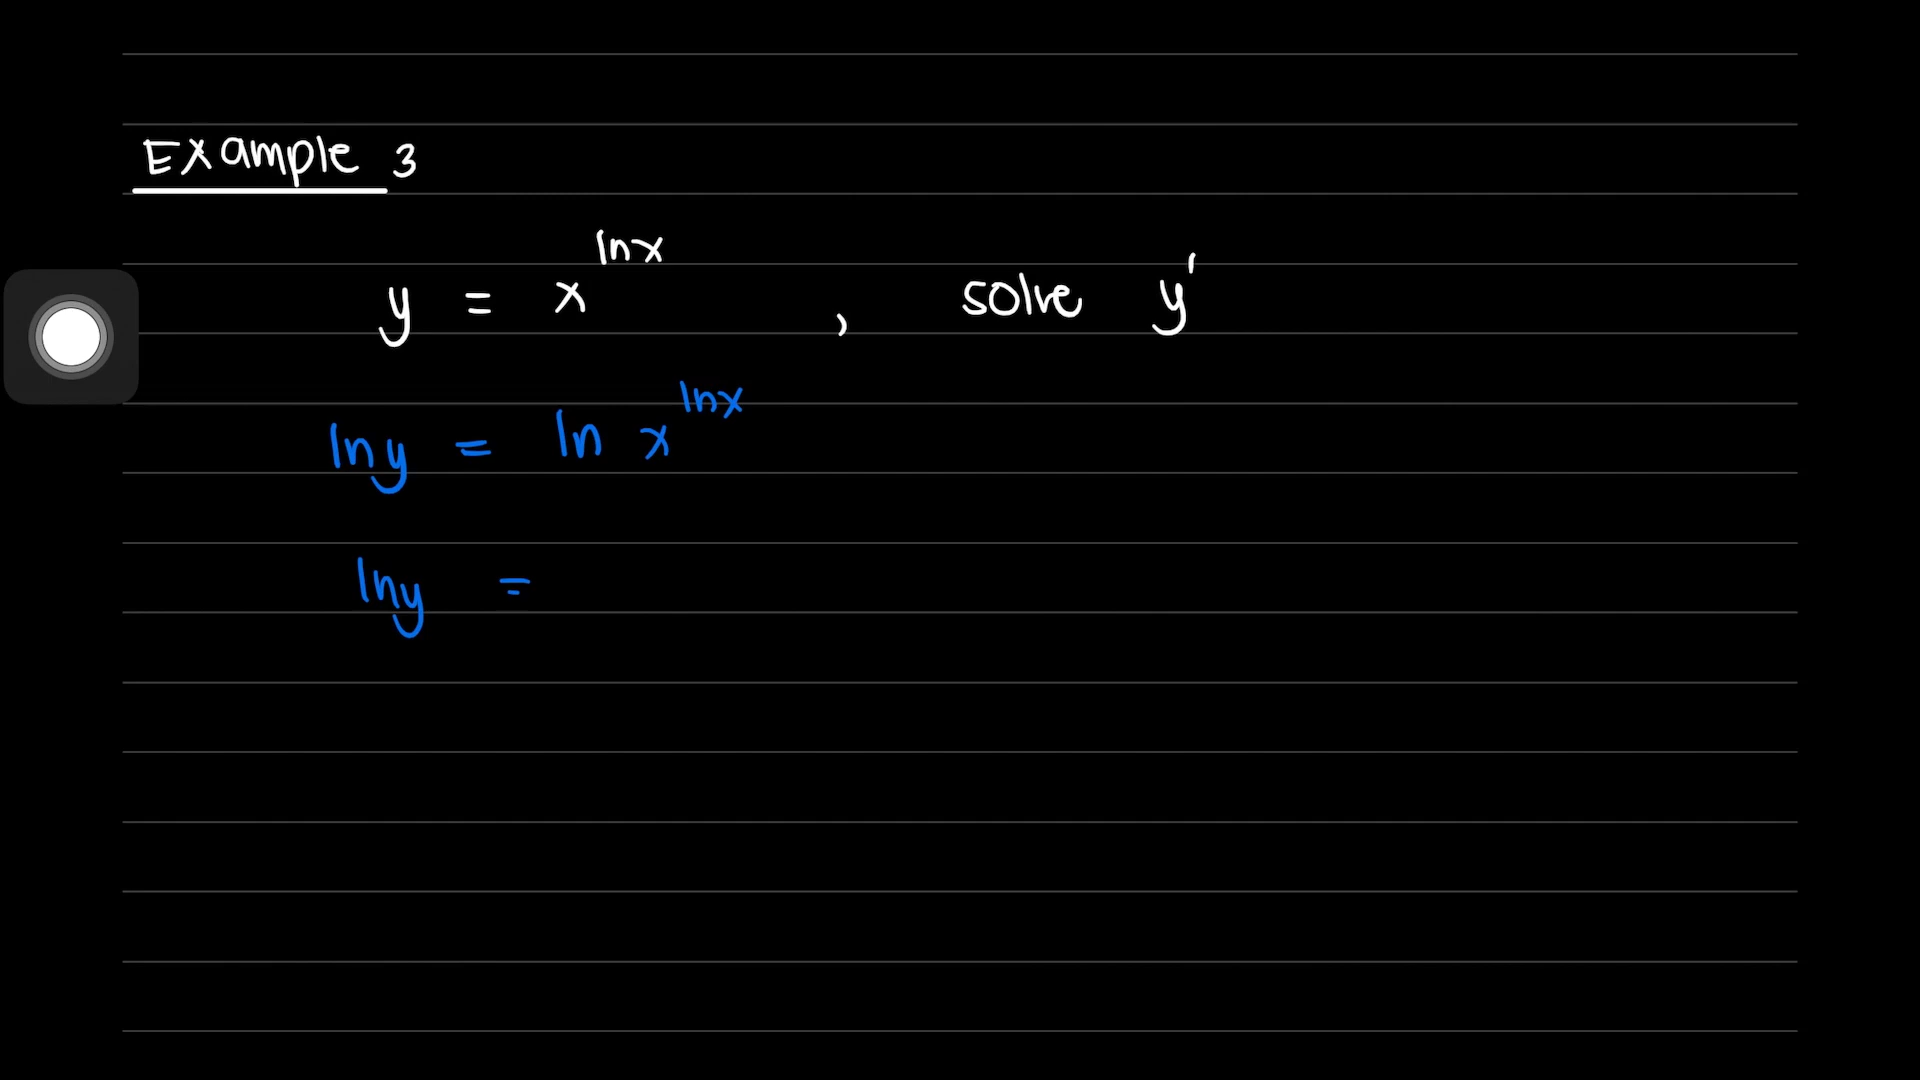 Example 3
y = x^lnx , solve y'
lny = ln x^lnx
lny =